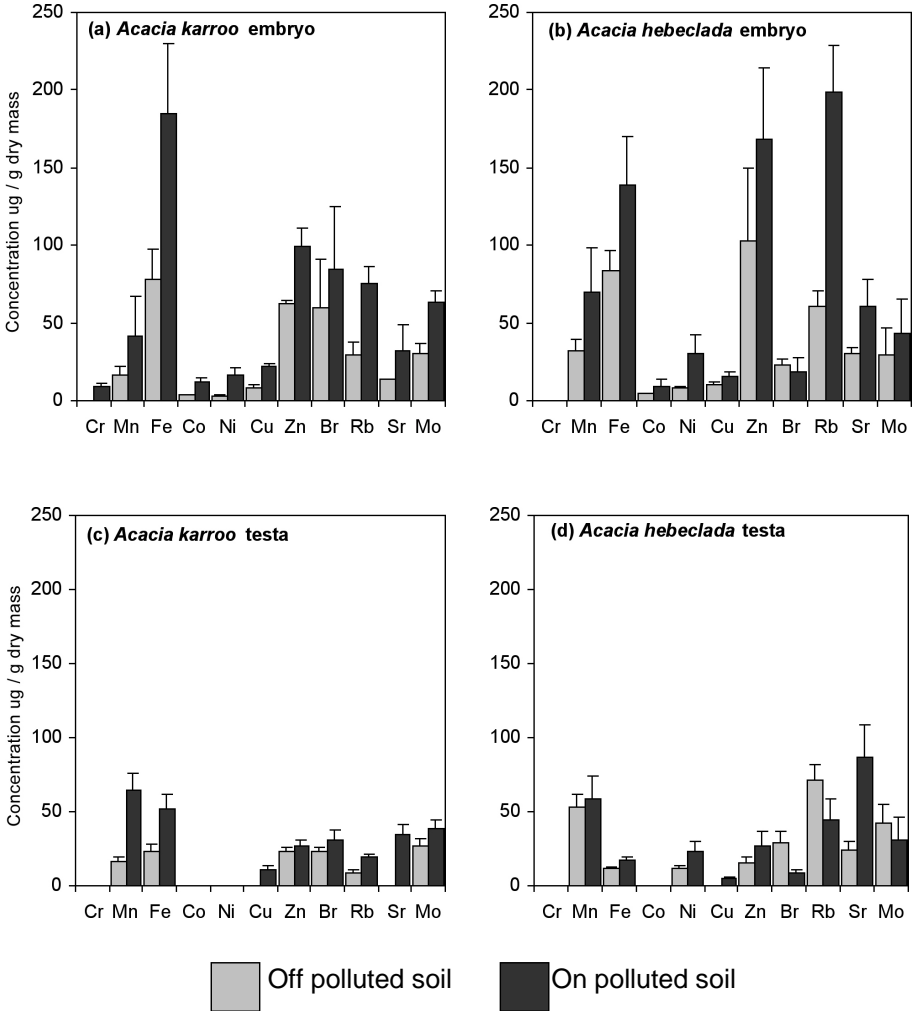 (a) Acacia karroo embryo
250
200
150
100
50
0
Concentration ug / g dry mass
Cr Mn Fe Co Ni Cu Zn Br Rb Sr Mo
(b) Acacia hebeclada embryo
250
200
150
100
50
0
Cr Mn Fe Co Ni Cu Zn Br Rb Sr Mo
(c) Acacia karroo testa
250
200
150
100
50
0
Concentration ug / g dry mass
Cr Mn Fe Co Ni Cu Zn Br Rb Sr Mo
(d) Acacia hebeclada testa
250
200
150
100
50
0
Cr Mn Fe Co Ni Cu Zn Br Rb Sr Mo
Off polluted soil
On polluted soil